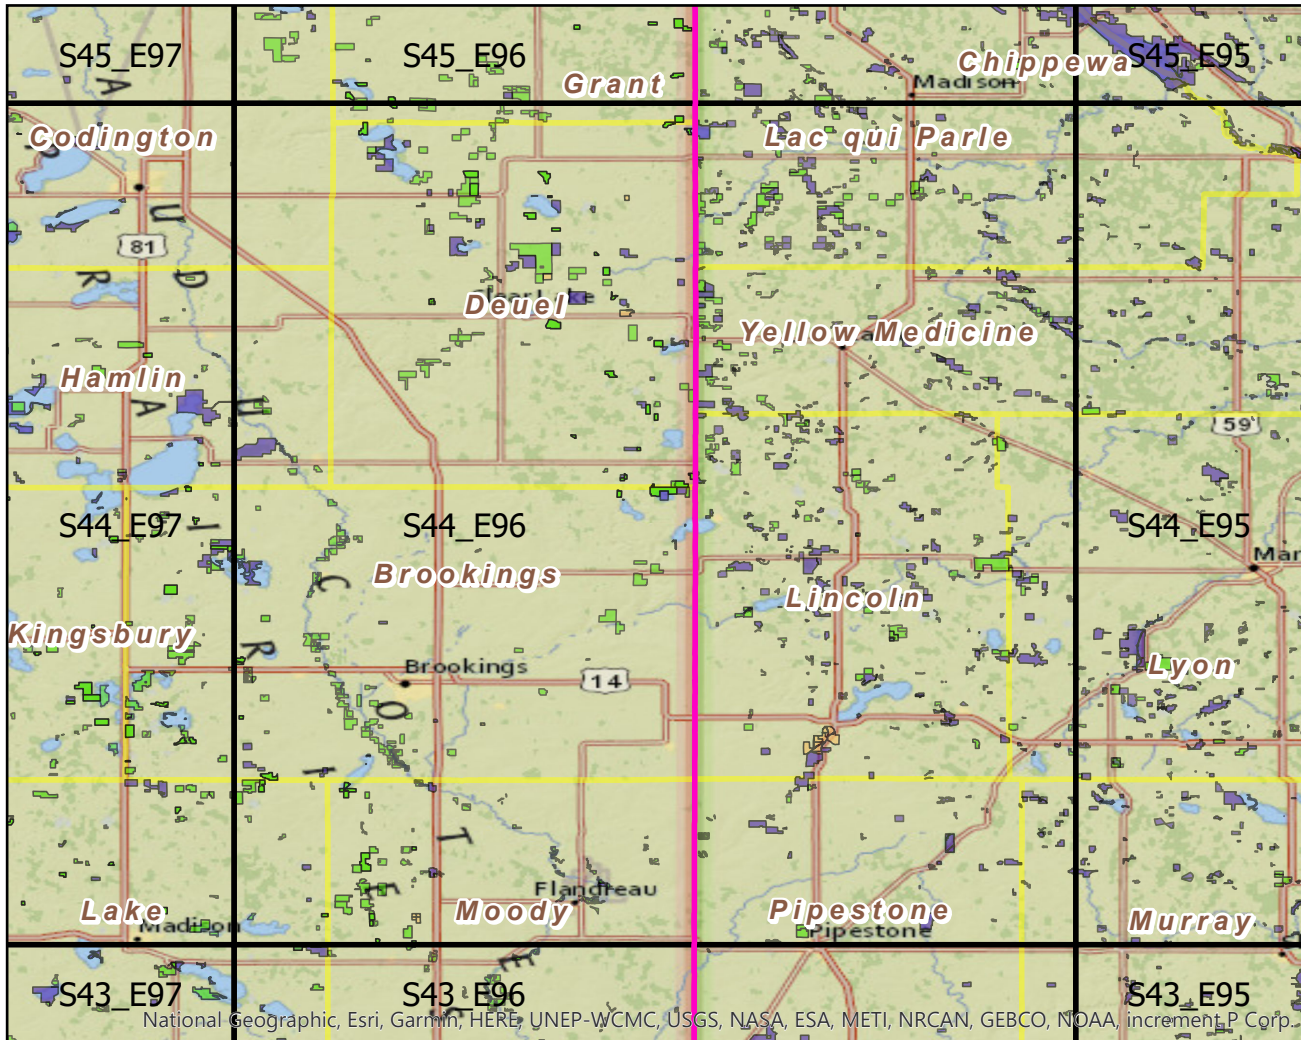 S45_E97
S45_E96
S45_E95
Grant
Chippewa
Madison
Codington
Lac qui Parle
81
Deuel
Yellow Medicine
Hamlin
59
S44_E97
S44_E96
S44_E95
Brookings
Lincoln
Mar
Kingsbury
Brookings
14
Lyon
Flandreau
Lake
Moody
Pipestone
Murray
Madison
Pipestone
S43_E97
S43_E96
S43_E95
National Geographic, Esri, Garmin, HERE, UNEP-WCMC, USGS, NASA, ESA, METI, NRCAN, GEBCO, NOAA, increment P Corp.